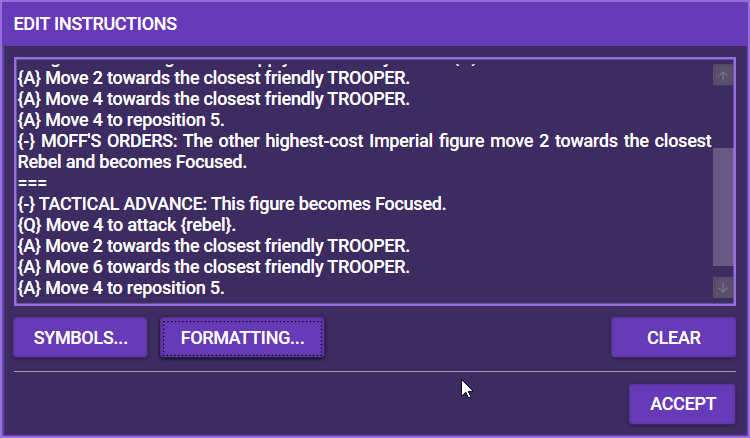 EDIT INSTRUCTIONS
{A} Move 2 towards the closest friendly TROOPER.
{A} Move 4 towards the closest friendly TROOPER.
{A} Move 4 to reposition 5.
{-} MOFF'S ORDERS: The other highest-cost Imperial figure move 2 towards the closest
Rebel and becomes Focused.
===
{-} TACTICAL ADVANCE: This figure becomes Focused.
{Q} Move 4 to attack {rebel}.
{A} Move 2 towards the closest friendly TROOPER.
{A} Move 6 towards the closest friendly TROOPER.
{A} Move 4 to reposition 5.
SYMBOLS...
FORMATTING...
CLEAR
ACCEPT